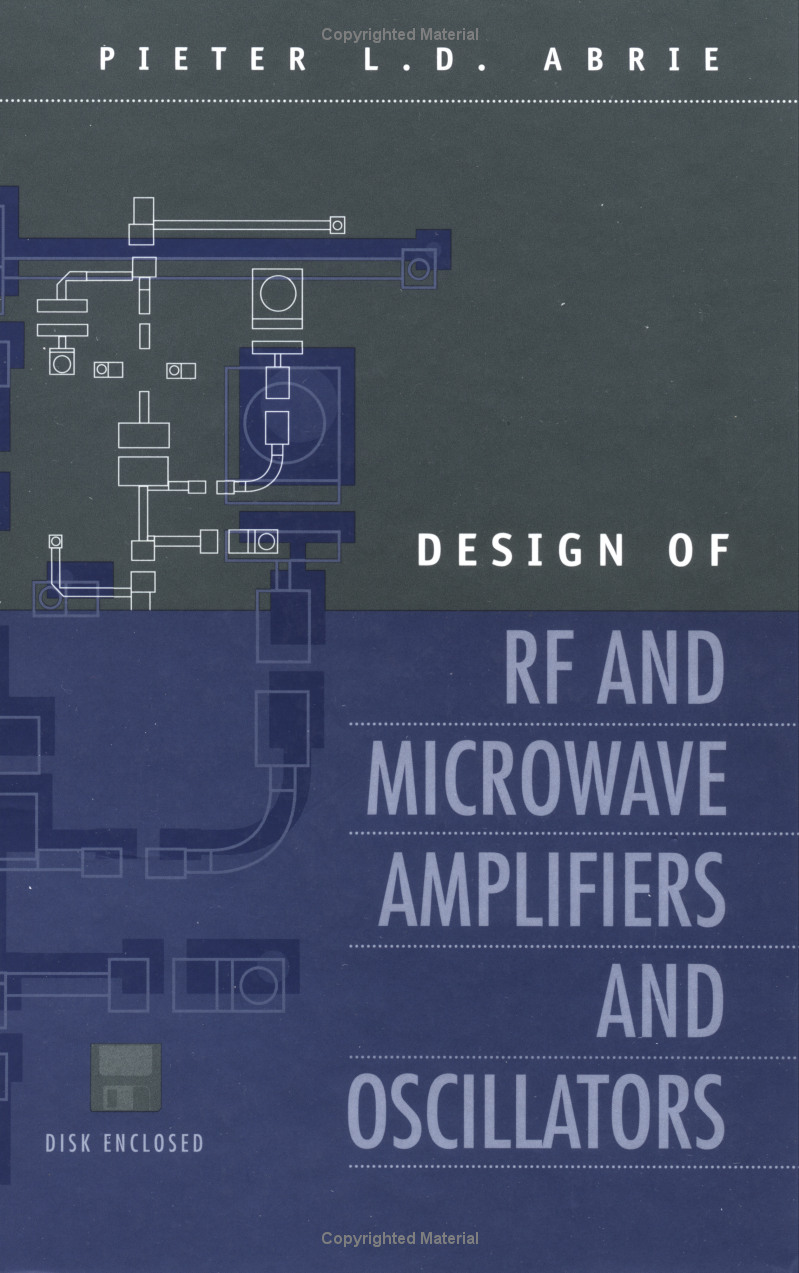 Copyrighted Material
PIETER L.D. ABRIE
DESIGN OF
RF AND
MICROWAVE
AMPLIFIERS
AND
OSCILLATORS
DISK ENCLOSED
Copyrighted Material